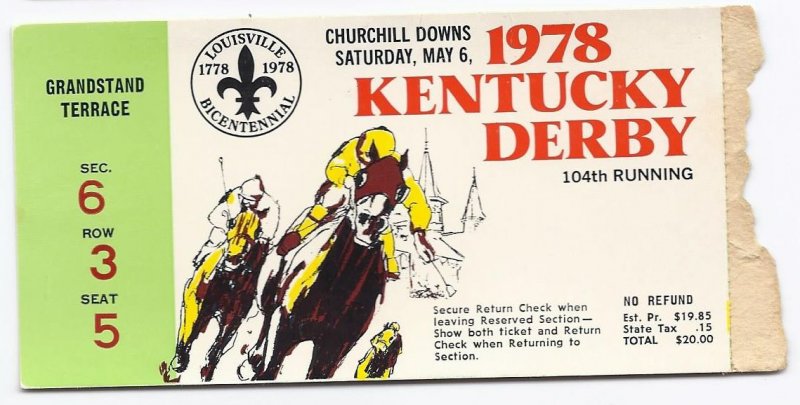 GRANDSTAND
TERRACE
SEC.
6
ROW
3
SEAT
5
LOUISVILLE
1778 1978
BICENTENNIAL
CHURCHILL DOWNS
SATURDAY, MAY 6,
1978
KENTUCKY
DERBY
104th RUNNING
Secure Return Check when
leaving Reserved Section—
Show both ticket and Return
Check when Returning to
Section.
NO REFUND
Est. Pr. $19.85
State Tax .15
TOTAL $20.00